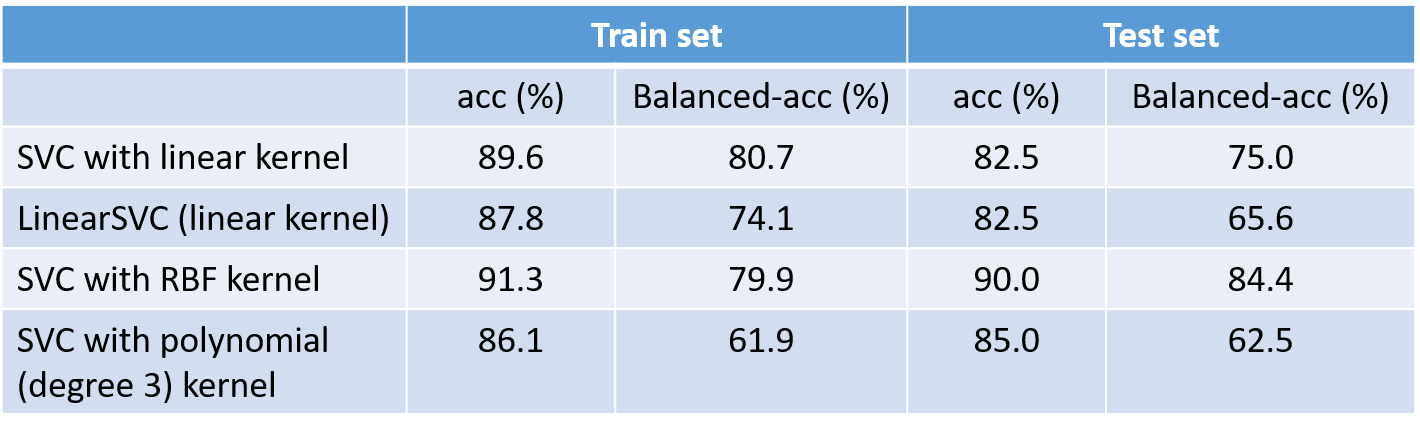 Train set Test set
acc (%) Balanced-acc (%) acc (%) Balanced-acc (%)
SVC with linear kernel 89.6 80.7 82.5 75.0
LinearSVC (linear kernel) 87.8 74.1 82.5 65.6
SVC with RBF kernel 91.3 79.9 90.0 84.4
SVC with polynomial 86.1 61.9 85.0 62.5
(degree 3) kernel